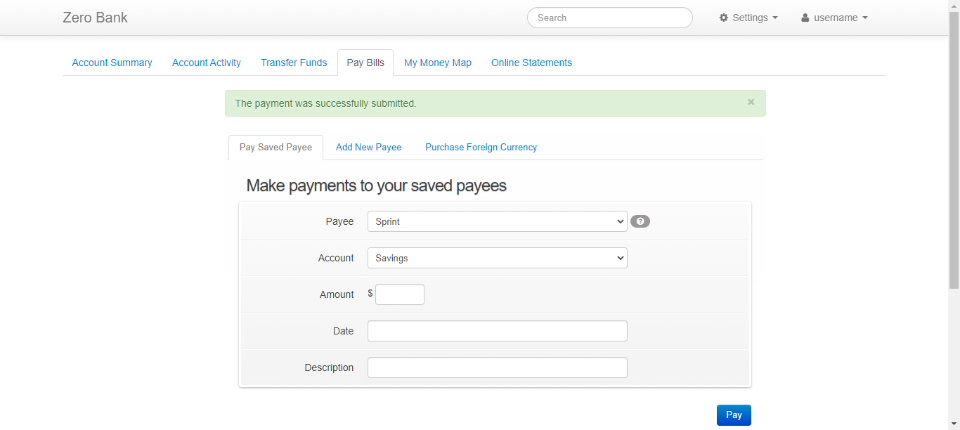 Zero Bank
Search
Settings
username
Account Summary Account Activity Transfer Funds Pay Bills My Money Map Online Statements
The payment was successfully submitted. ×
Pay Saved Payee Add New Payee Purchase Foreign Currency
Make payments to your saved payees
Payee Sprint ?
Account Savings
Amount $
Date
Description
Pay